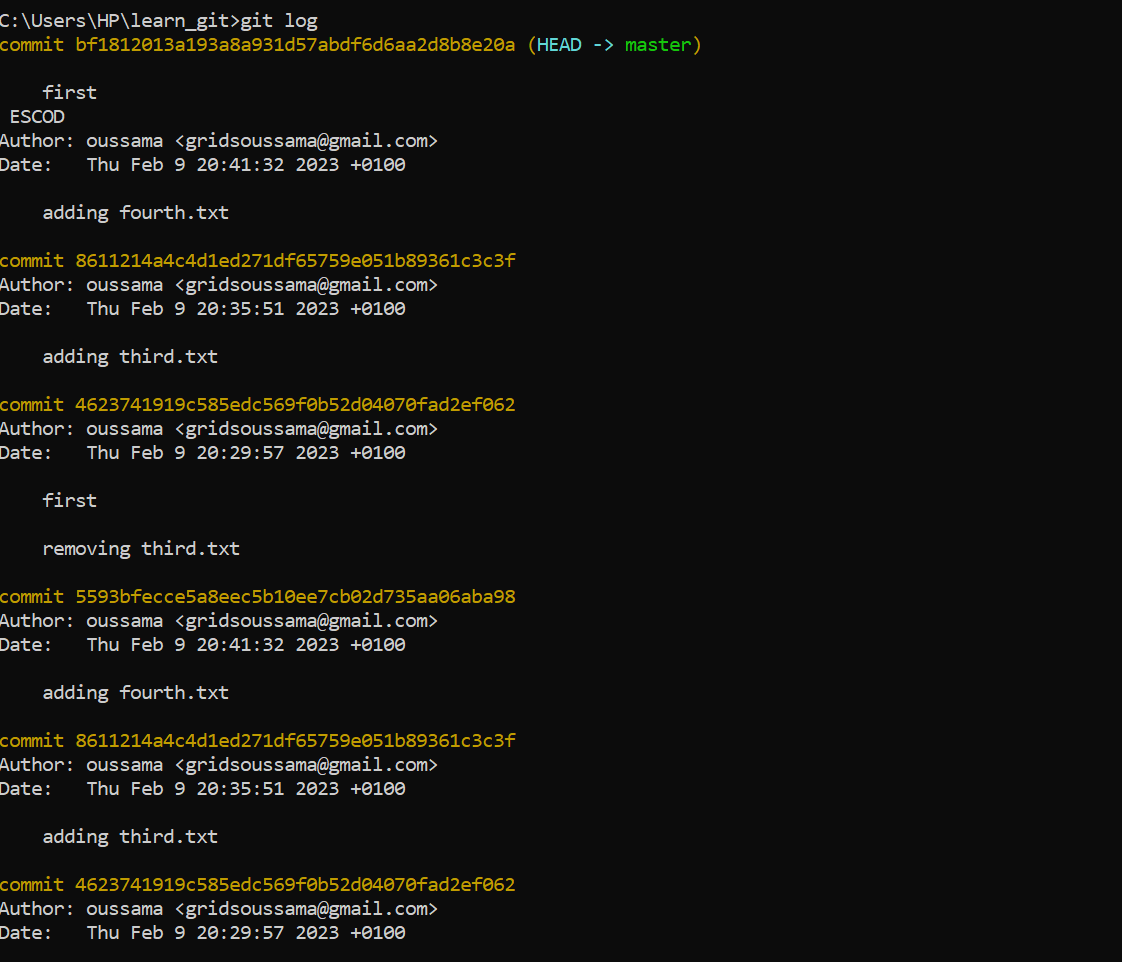 C:\Users\HP\learn_git>git log
commit bf1812013a193a8a931d57abdf6d6aa2d8b8e20a (HEAD -> master)
first
ESCOD
Author: oussama <gridsoussama@gmail.com>
Date: Thu Feb 9 20:41:32 2023 +0100
adding fourth.txt
commit 8611214a4c4d1ed271df65759e051b89361c3c3f
Author: oussama <gridsoussama@gmail.com>
Date: Thu Feb 9 20:35:51 2023 +0100
adding third.txt
commit 4623741919c585edc569f0b52d04070fad2ef062
Author: oussama <gridsoussama@gmail.com>
Date: Thu Feb 9 20:29:57 2023 +0100
first
removing third.txt
commit 5593bfecce5a8eec5b10ee7cb02d735aa06aba98
Author: oussama <gridsoussama@gmail.com>
Date: Thu Feb 9 20:41:32 2023 +0100
adding fourth.txt
commit 8611214a4c4d1ed271df65759e051b89361c3c3f
Author: oussama <gridsoussama@gmail.com>
Date: Thu Feb 9 20:35:51 2023 +0100
adding third.txt
commit 4623741919c585edc569f0b52d04070fad2ef062
Author: oussama <gridsoussama@gmail.com>
Date: Thu Feb 9 20:29:57 2023 +0100